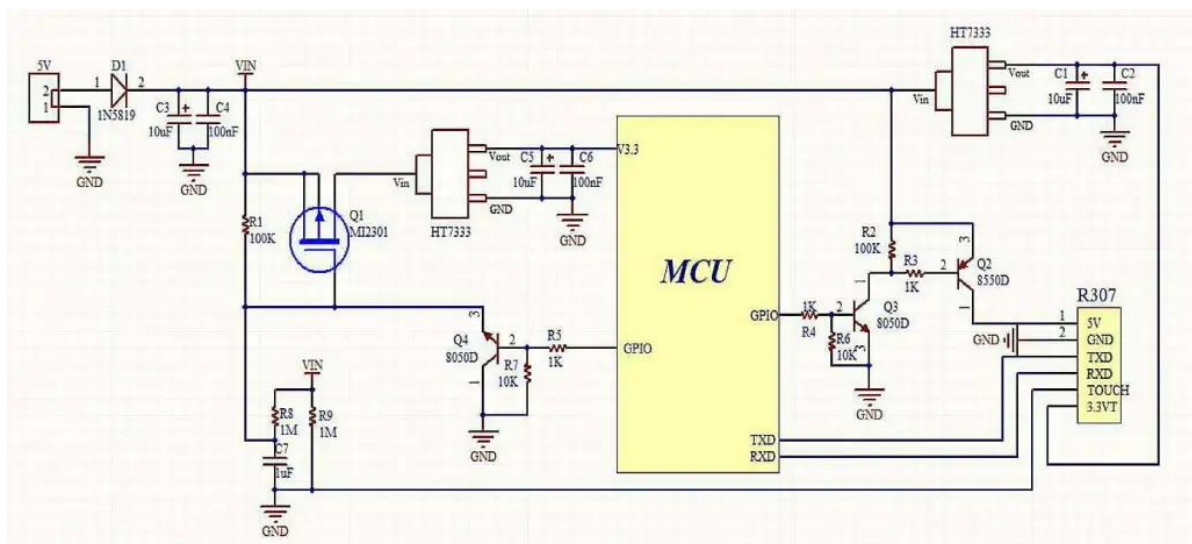 HT7333
5V
2
1
D1
1 2
1N5819
VIN
C3 +
10uF
C4
100nF
GND
GND
Vin
Vout
GND
C1 +
10uF
C2
100nF
GND
R1
100K
Q1
MI2301
Vin
Vout
GND
HT7333
C5 +
10uF
C6
100nF
GND
V3.3
MCU
GPIO
GPIO
TXD
RXD
R2
100K
R3
1K
2
3
1
Q2
8550D
1K
R4
2
1
3
Q3
8050D
R6
10K
GND
R307
1 5V
2 GND
TXD
RXD
TOUCH
3.3VT
GND
3
Q4
8050D
2
1
R5
1K
R7
10K
GND
VIN
R8
1M
R9
1M
C7
1uF
GND